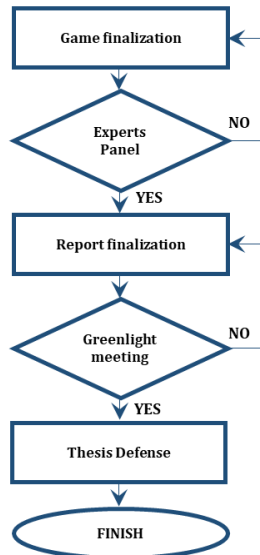 Game finalization
NO
Experts
Panel
YES
Report finalization
NO
Greenlight
meeting
YES
Thesis Defense
FINISH